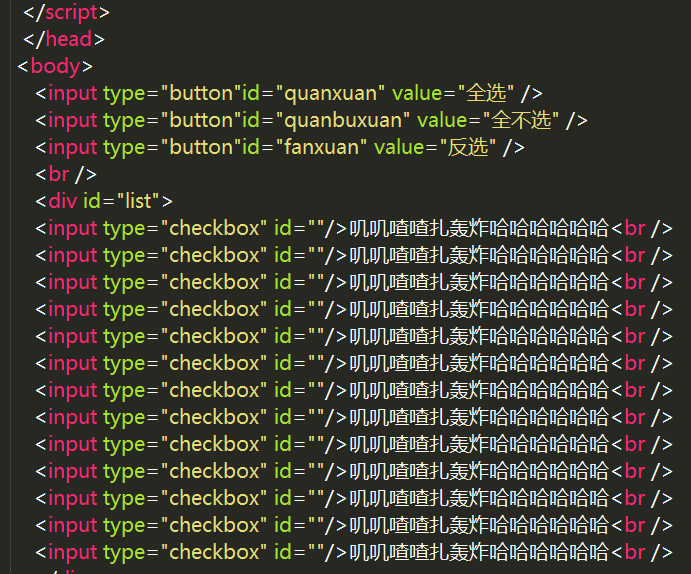 </script>
</head>
<body>
<input type="button"id="quanxuan" value="全选" />
<input type="button"id="quanbuxuan" value="全不选" />
<input type="button"id="fanxuan" value="反选" />
<br />
<div id="list">
<input type="checkbox" id=""/>叽叽喳喳扎轰炸哈哈哈哈哈哈<br />
<input type="checkbox" id=""/>叽叽喳喳扎轰炸哈哈哈哈哈哈<br />
<input type="checkbox" id=""/>叽叽喳喳扎轰炸哈哈哈哈哈哈<br />
<input type="checkbox" id=""/>叽叽喳喳扎轰炸哈哈哈哈哈哈<br />
<input type="checkbox" id=""/>叽叽喳喳扎轰炸哈哈哈哈哈哈<br />
<input type="checkbox" id=""/>叽叽喳喳扎轰炸哈哈哈哈哈哈<br />
<input type="checkbox" id=""/>叽叽喳喳扎轰炸哈哈哈哈哈哈<br />
<input type="checkbox" id=""/>叽叽喳喳扎轰炸哈哈哈哈哈哈<br />
<input type="checkbox" id=""/>叽叽喳喳扎轰炸哈哈哈哈哈哈<br />
<input type="checkbox" id=""/>叽叽喳喳扎轰炸哈哈哈哈哈哈<br />
<input type="checkbox" id=""/>叽叽喳喳扎轰炸哈哈哈哈哈哈<br />
<input type="checkbox" id=""/>叽叽喳喳扎轰炸哈哈哈哈哈哈<br />
<input type="checkbox" id=""/>叽叽喳喳扎轰炸哈哈哈哈哈哈<br />